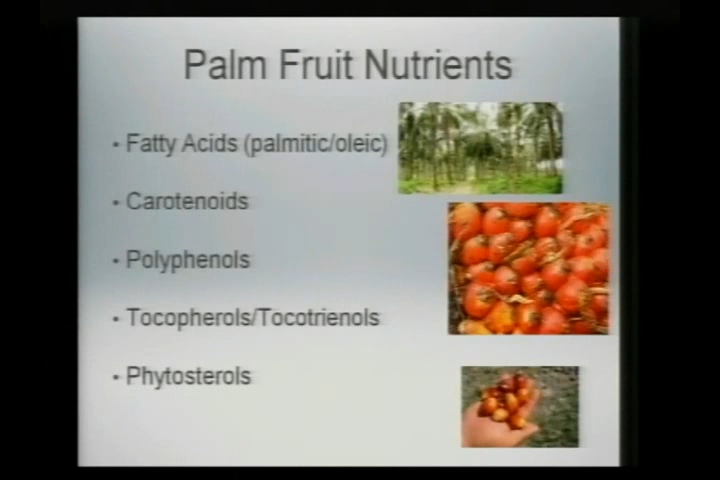 Palm Fruit Nutrients
• Fatty Acids (palmitic/oleic)
• Carotenoids
• Polyphenols
• Tocopherols/Tocotrienols
• Phytosterols